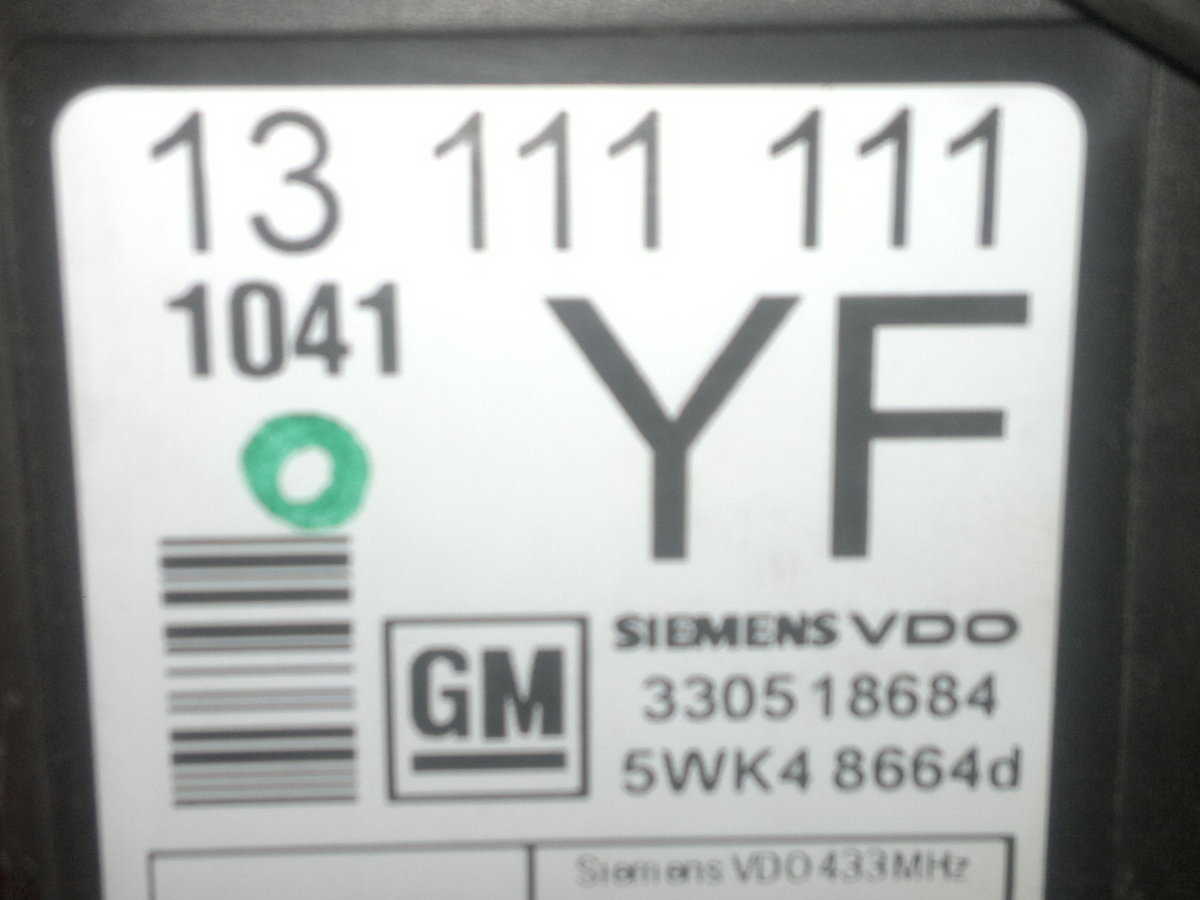 13 111 111
1041
YF
GM
SIEMENS VDO
330518684
5WK4 8664d
Siemens VDO 433MHz